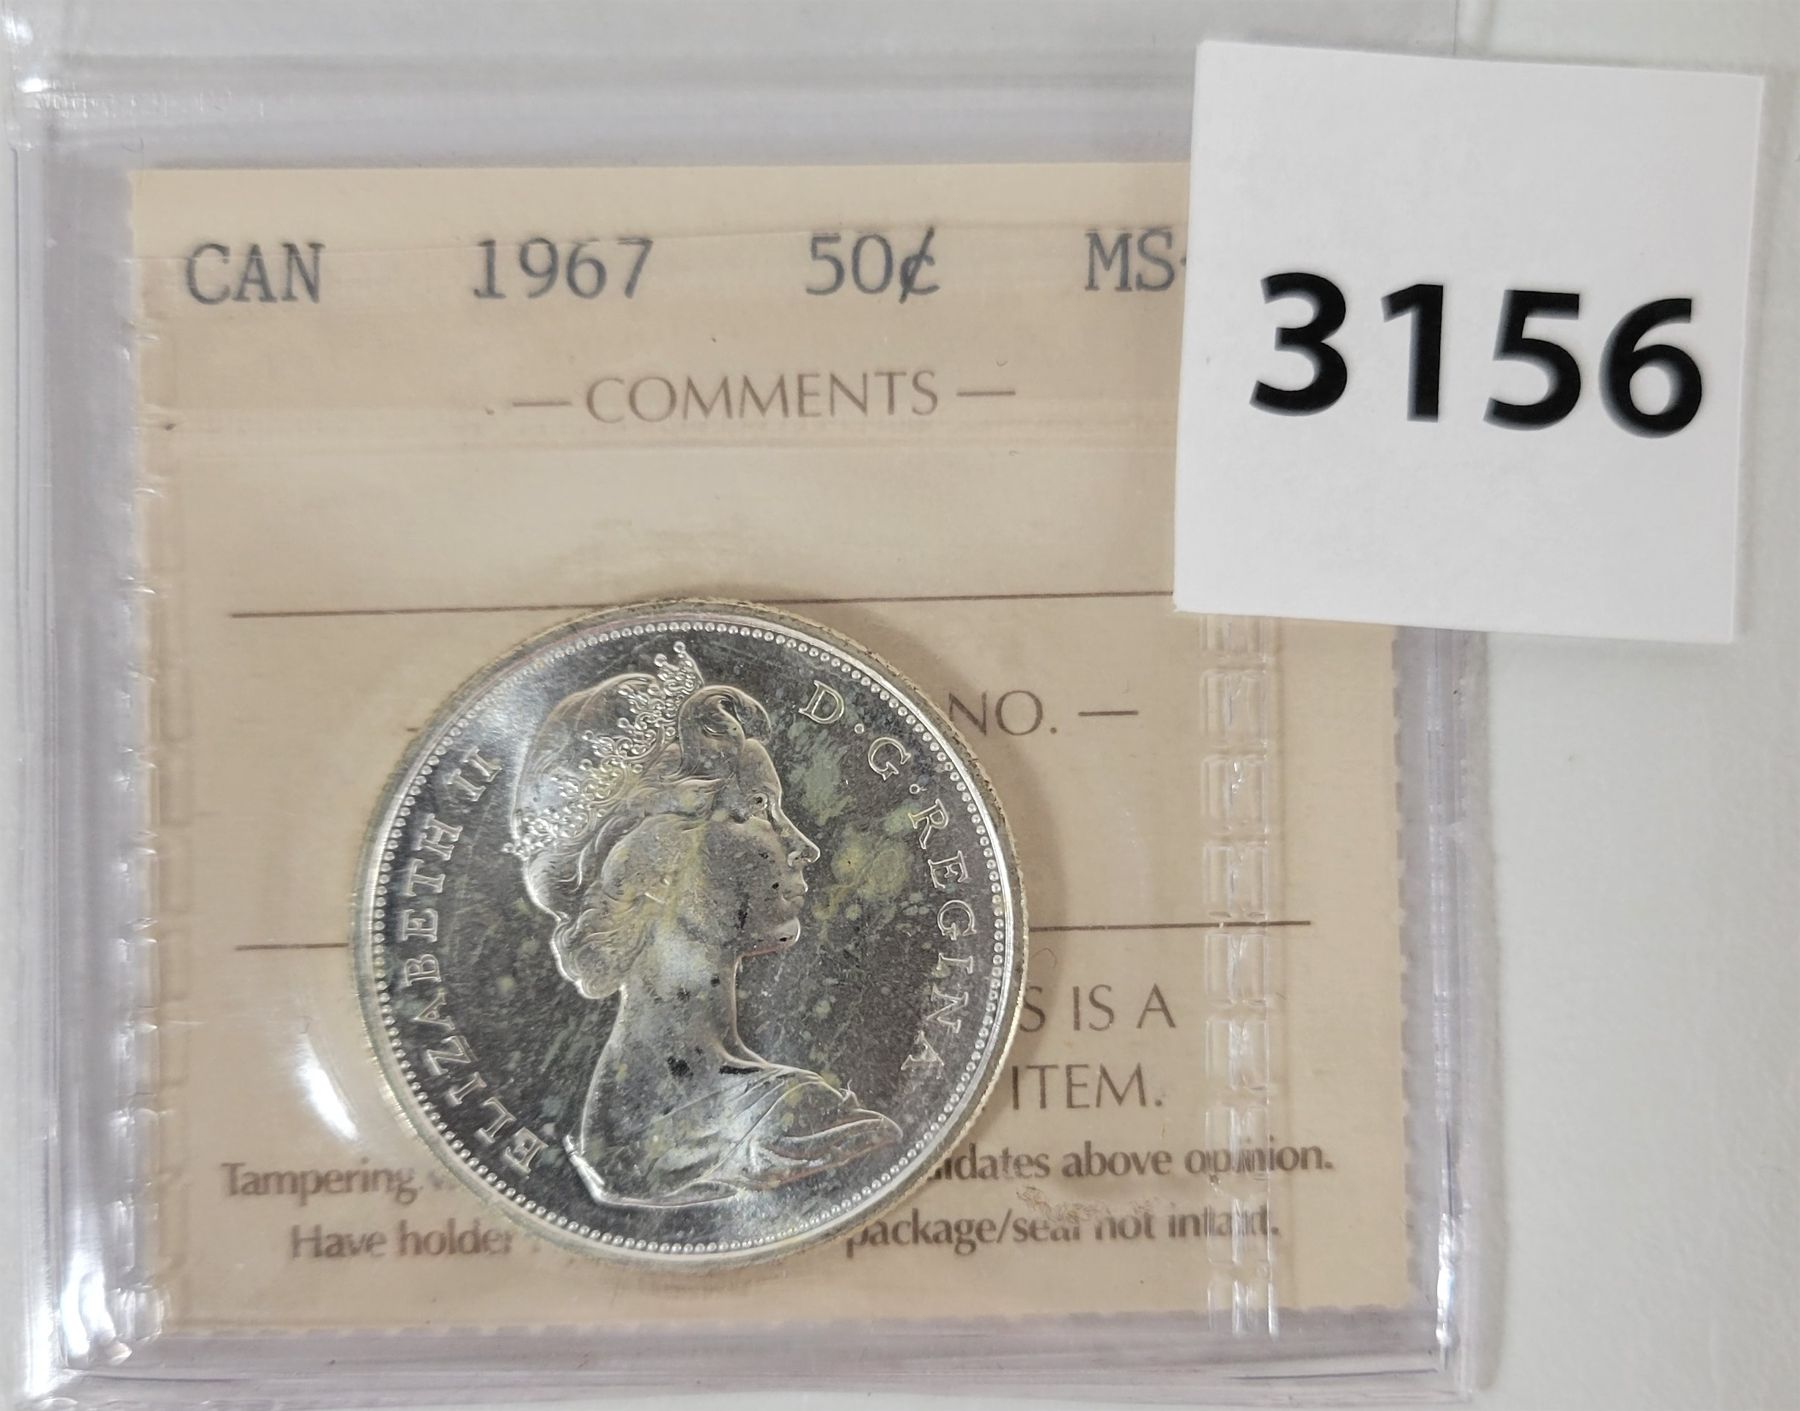 3156
CAN 1967 50¢ MS
— COMMENTS —
NO. —
IS A
ITEM.
Tampering above opinion.
Have holder package/seal not intact.
ELIZABETH II D·G·REGINA